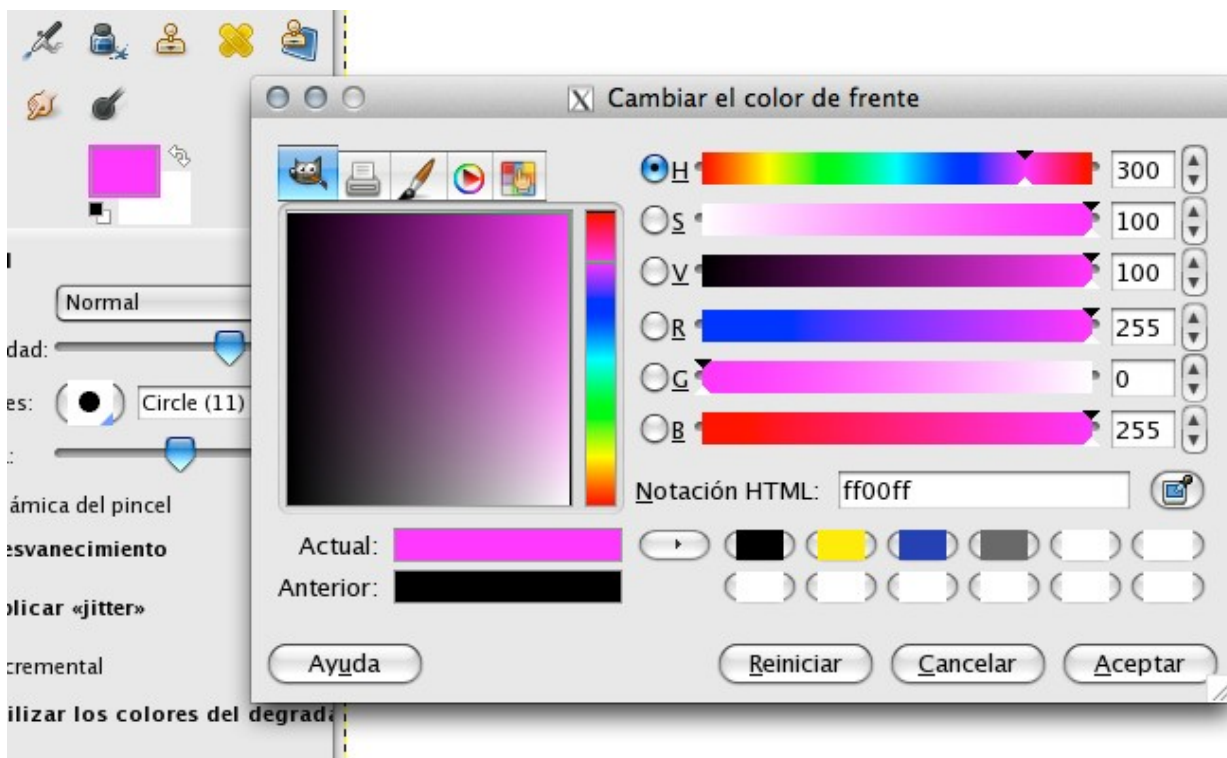 Cambiar el color de frente
H 300
S 100
V 100
R 255
G 0
B 255
Notación HTML: ff00ff
Actual:
Anterior:
Ayuda
Reiniciar
Cancelar
Aceptar
Normal
dad:
es: Circle (11)
ámica del pincel
esvanecimiento
plicar «jitter»
cremental
ilizar los colores del degrada